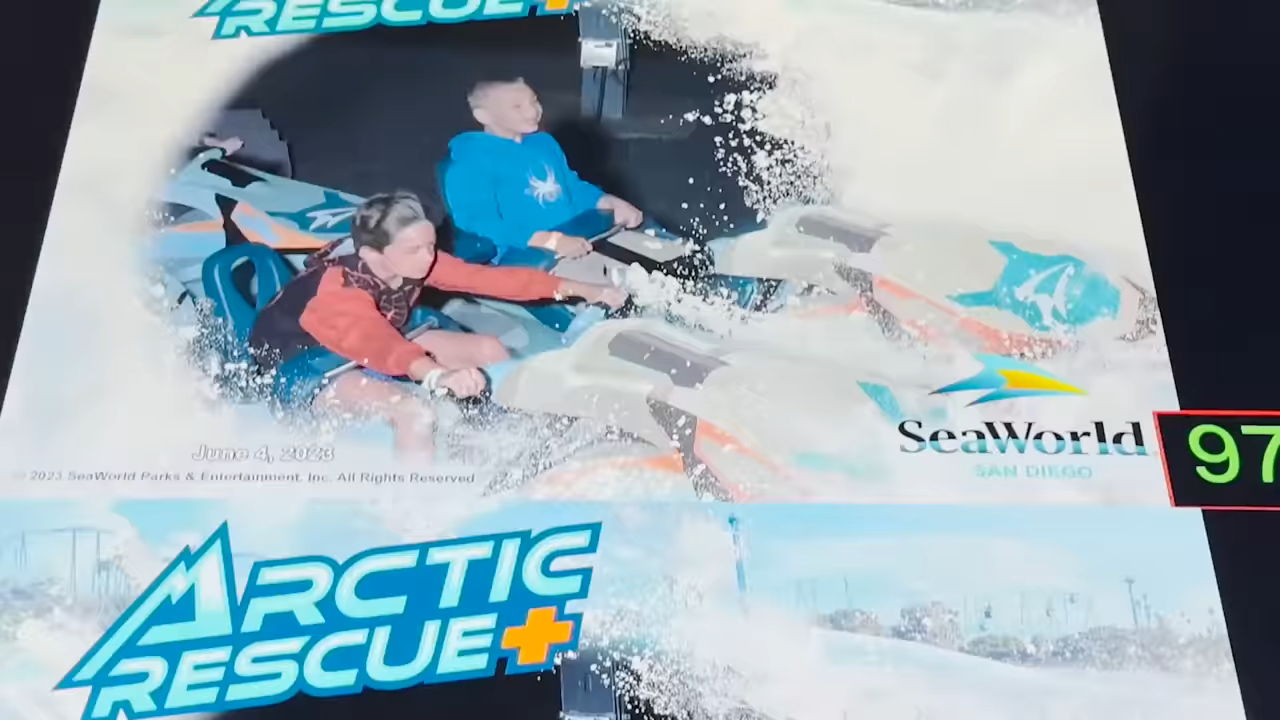 RESCUE+
June 4, 2023
© 2023 SeaWorld Parks & Entertainment, Inc. All Rights Reserved
SeaWorld
SAN DIEGO
97
ARCTIC
RESCUE+